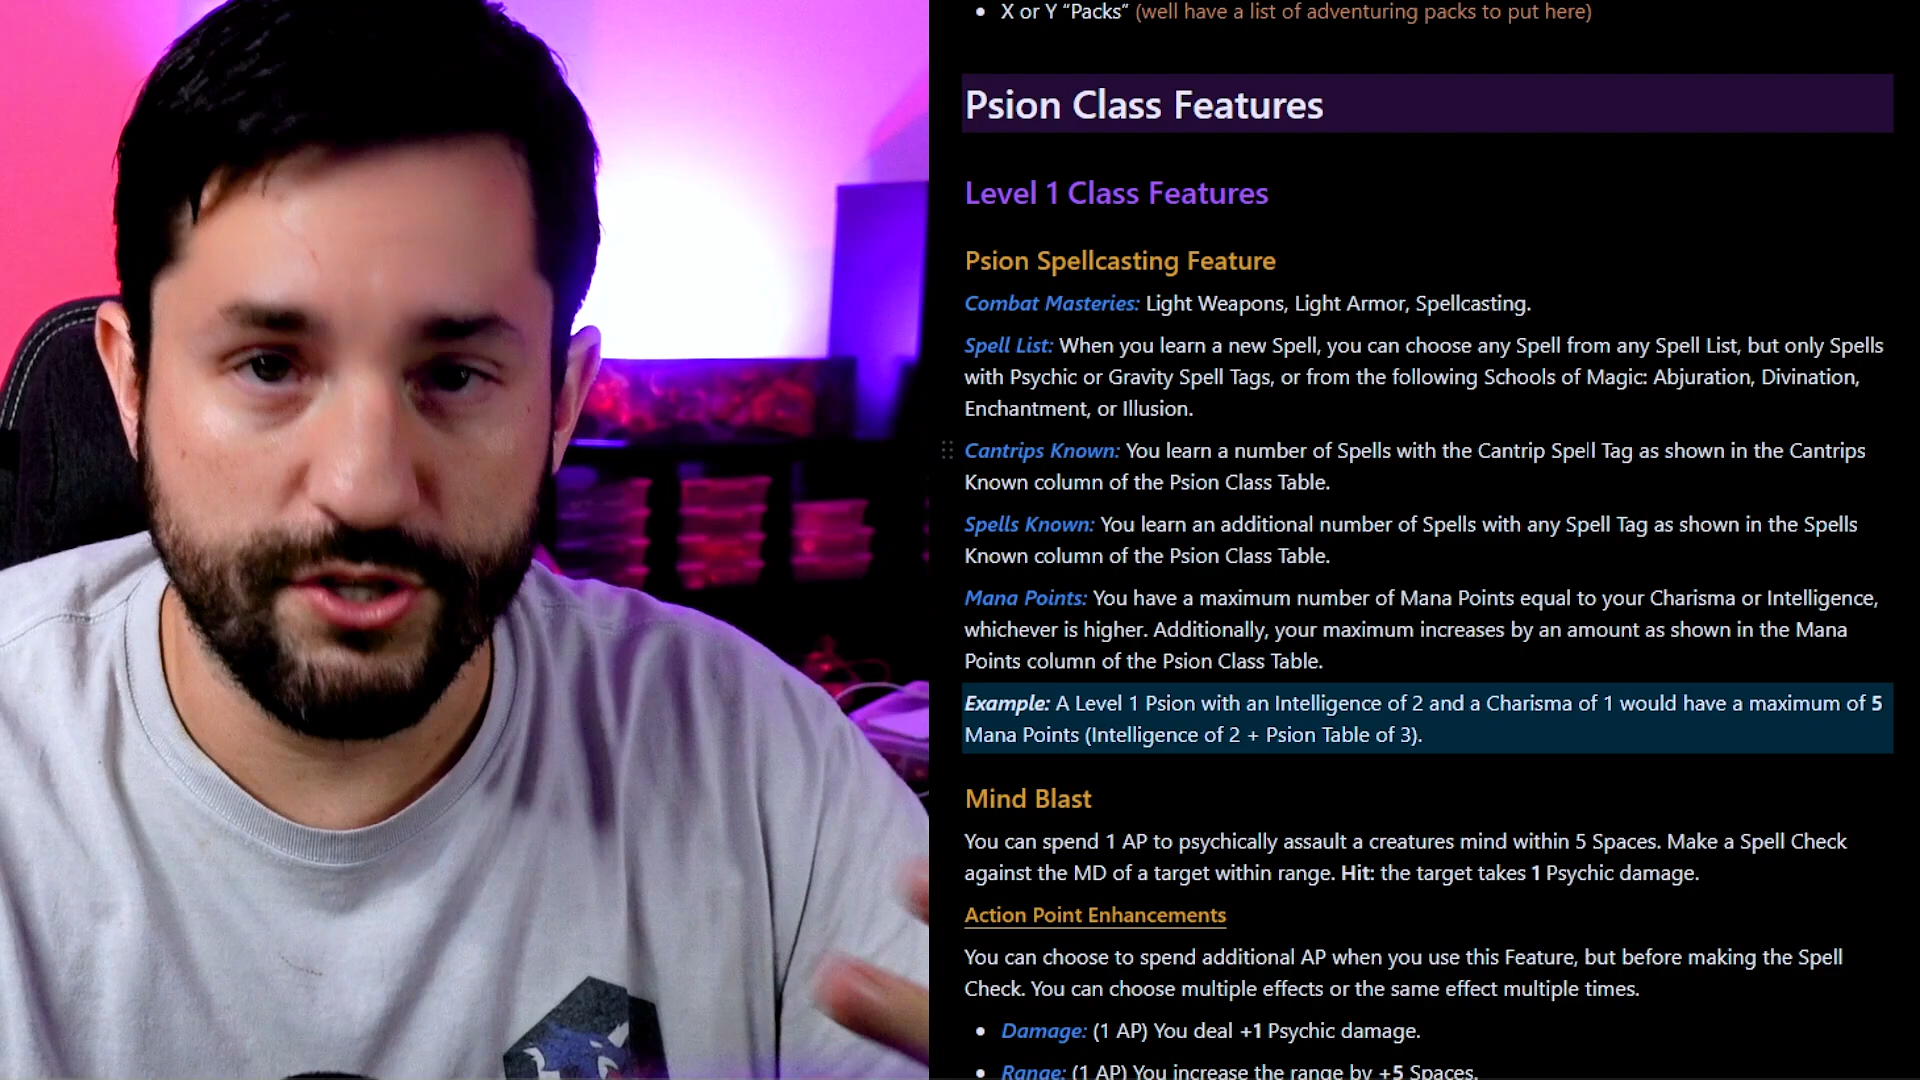 X or Y “Packs” (well have a list of adventuring packs to put here)
Psion Class Features
Level 1 Class Features
Psion Spellcasting Feature
Combat Masteries: Light Weapons, Light Armor, Spellcasting.
Spell List: When you learn a new Spell, you can choose any Spell from any Spell List, but only Spells
with Psychic or Gravity Spell Tags, or from the following Schools of Magic: Abjuration, Divination,
Enchantment, or Illusion.
Cantrips Known: You learn a number of Spells with the Cantrip Spell Tag as shown in the Cantrips
Known column of the Psion Class Table.
Spells Known: You learn an additional number of Spells with any Spell Tag as shown in the Spells
Known column of the Psion Class Table.
Mana Points: You have a maximum number of Mana Points equal to your Charisma or Intelligence,
whichever is higher. Additionally, your maximum increases by an amount as shown in the Mana
Points column of the Psion Class Table.
Example: A Level 1 Psion with an Intelligence of 2 and a Charisma of 1 would have a maximum of 5
Mana Points (Intelligence of 2 + Psion Table of 3).
Mind Blast
You can spend 1 AP to psychically assault a creatures mind within 5 Spaces. Make a Spell Check
against the MD of a target within range. Hit: the target takes 1 Psychic damage.
Action Point Enhancements
You can choose to spend additional AP when you use this Feature, but before making the Spell
Check. You can choose multiple effects or the same effect multiple times.
Damage: (1 AP) You deal +1 Psychic damage.
Range: (1 AP) You increase the range by +5 Spaces.